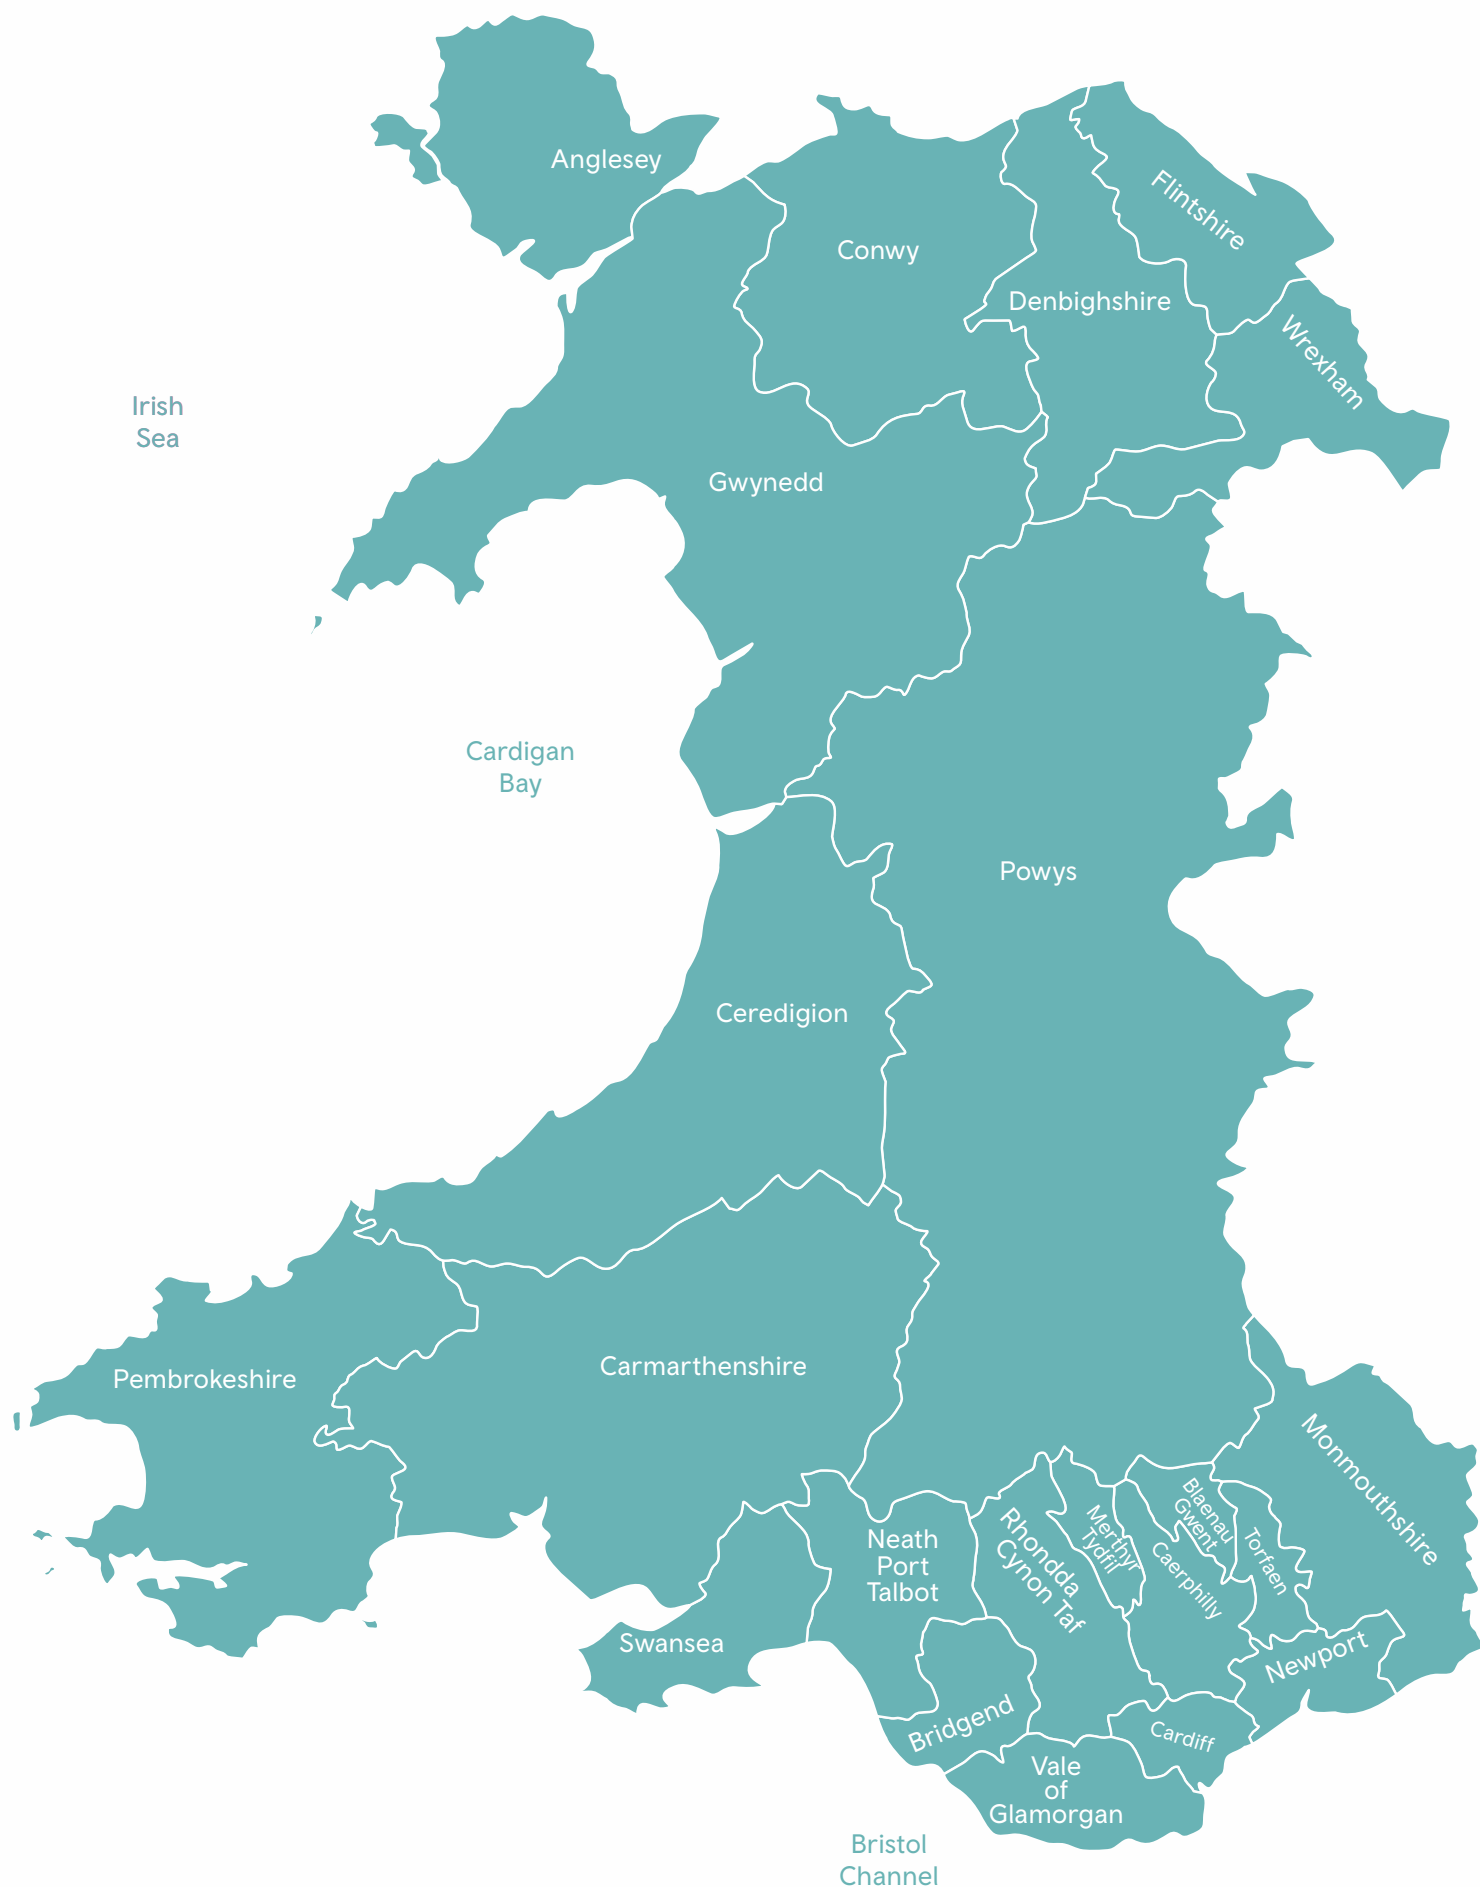 Anglesey
Flintshire
Conwy
Denbighshire
Wrexham
Irish
Sea
Gwynedd
Cardigan
Bay
Powys
Ceredigion
Carmarthenshire
Pembrokeshire
Monmouthshire
Blaenau
Gwent
Merthyr
Tydfil
Rhondda
Cynon Taf
Neath
Port
Talbot
Torfaen
Caerphilly
Swansea
Newport
Bridgend
Cardiff
Vale
of
Glamorgan
Bristol
Channel